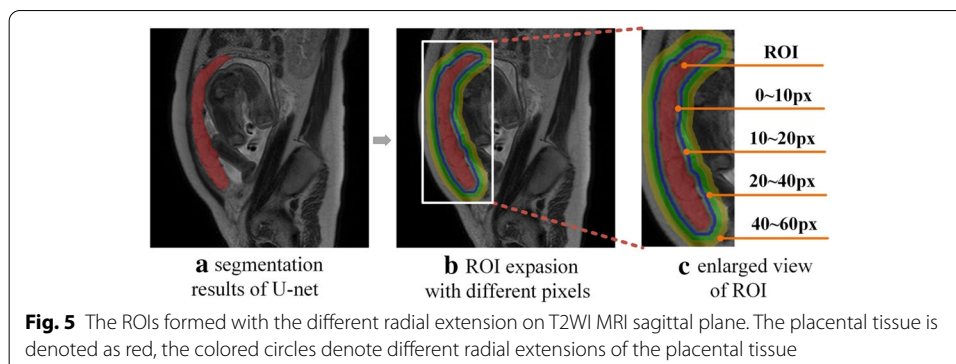 ROI
0~10px
10~20px
20~40px
40~60px
a segmentation
results of U-net
b ROI expasion
with different pixels
c enlarged view
of ROI
Fig. 5 The ROIs formed with the different radial extension on T2WI MRI sagittal plane. The placental tissue is
denoted as red, the colored circles denote different radial extensions of the placental tissue